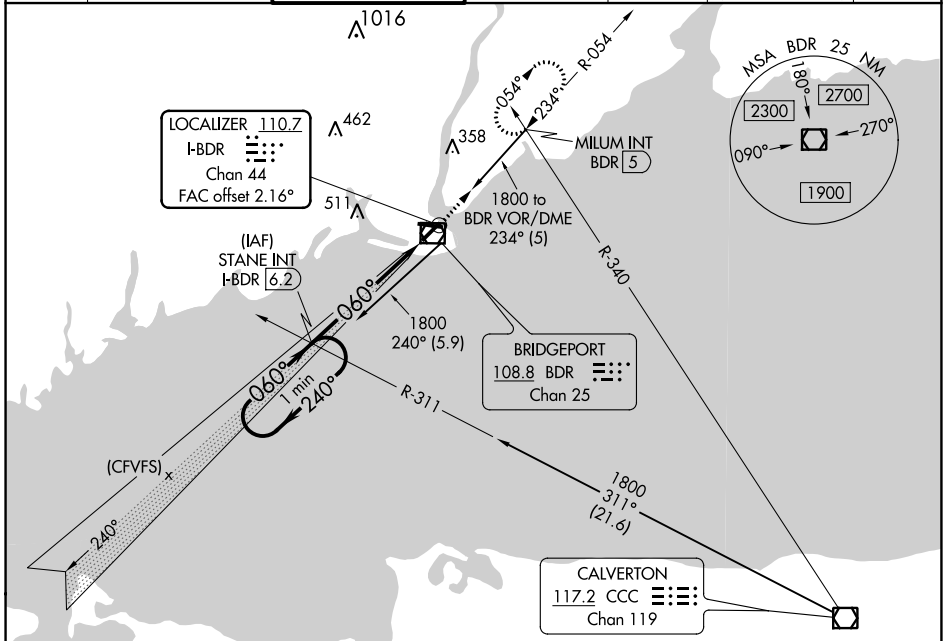 1016
LOCALIZER 110.7
I-BDR
Chan 44
FAC offset 2.16°
462
358
511
054°
234°
R-054
MILUM INT
BDR 5
1800 to
BDR VOR/DME
234° (5)
MSA BDR 25 NM
180°
2300
2700
270°
090°
1900
(IAF)
STANE INT
I-BDR 6.2
060°
1800
240° (5.9)
R-340
BRIDGEPORT
108.8 BDR
Chan 25
060°
1 min
240°
R-311
(CFVFS) x
240°
1800
311°
(21.6)
CALVERTON
117.2 CCC
Chan 119